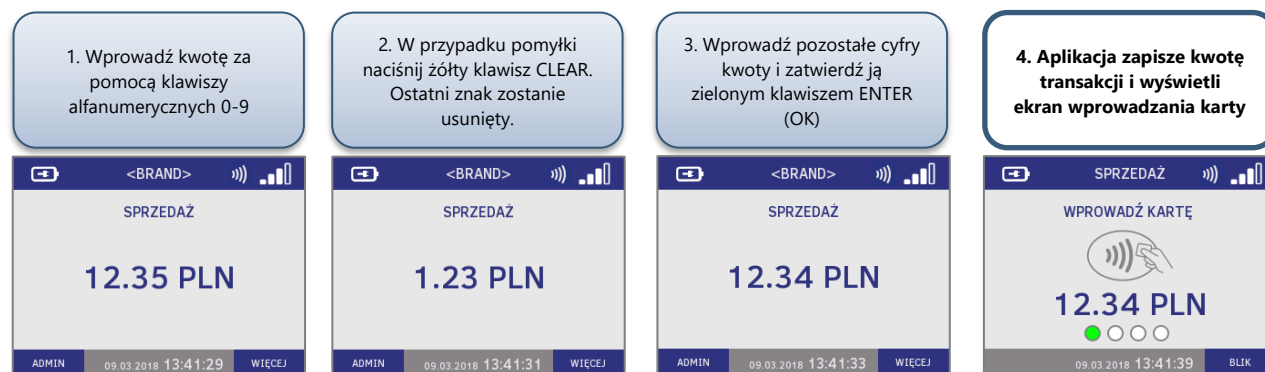 1. Wprowadź kwotę za
pomocą klawiszy
alfanumerycznych 0-9
2. W przypadku pomyłki
naciśnij żółty klawisz CLEAR.
Ostatni znak zostanie
usunięty.
3. Wprowadź pozostałe cyfry
kwoty i zatwierdź ją
zielonym klawiszem ENTER
(OK)
4. Aplikacja zapisze kwotę
transakcji i wyświetli
ekran wprowadzania karty
<BRAND>
SPRZEDAŻ
12.35 PLN
ADMIN 09.03.2018 13:41:29 WIĘCEJ
<BRAND>
SPRZEDAŻ
1.23 PLN
ADMIN 09.03.2018 13:41:31 WIĘCEJ
<BRAND>
SPRZEDAŻ
12.34 PLN
ADMIN 09.03.2018 13:41:33 WIĘCEJ
SPRZEDAŻ
WPROWADŹ KARTĘ
12.34 PLN
09.03.2018 13:41:39 BLIK